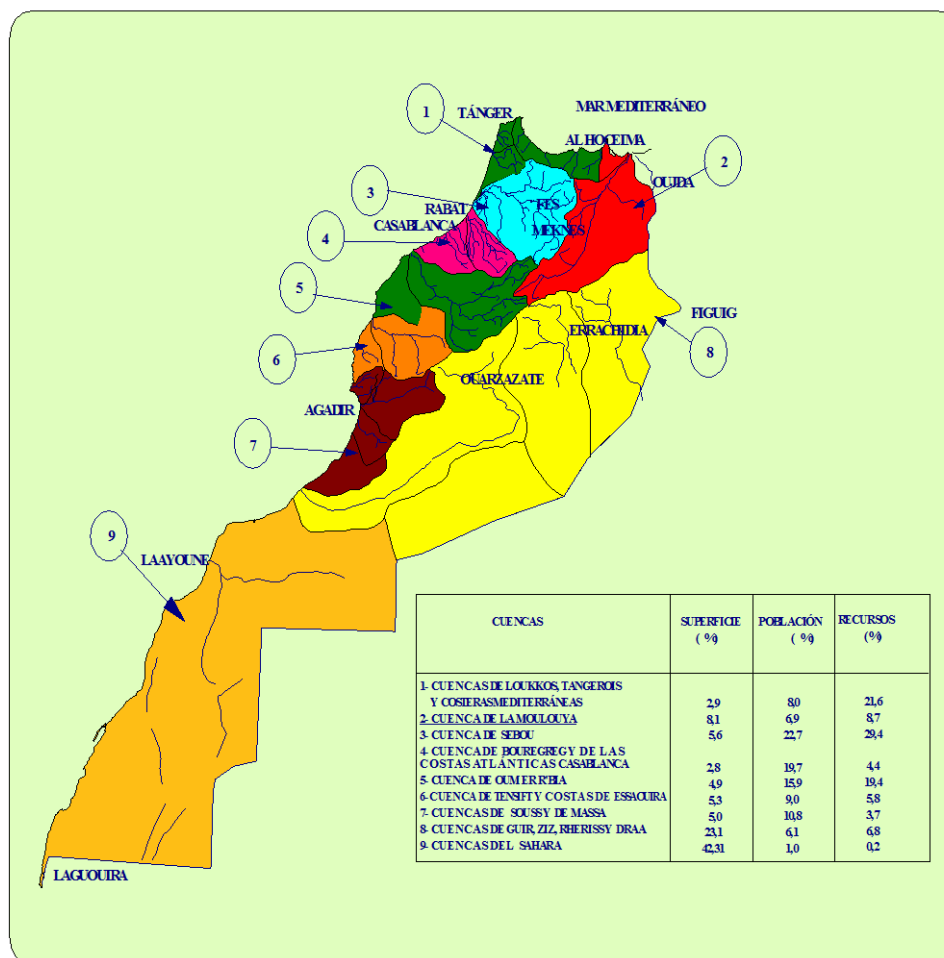 1
TÁNGER
MAR MEDITERRÁNEO
AL HOCEIMA
2
OUJDA
3
FES
RABAT
CASABLANCA
MEKNES
4
5
FIGUIG
ERRACHIDIA
6
8
OUARZAZATE
AGADIR
7
9
LAAYOUNE
LAGUOUIRA
CUENCAS SUPERFICIE POBLACIÓN RECURSOS
( %) ( %) (%)
1- CUENCAS DE LOUKKOS, TANGEROIS
Y COSTERAS MEDITERRÁNEAS 2,9 8,0 21,6
2- CUENCA DE LA MOULOUYA 8,1 6,9 8,7
3- CUENCA DE SEBOU 5,6 22,7 29,4
4- CUENCA DE BOUREGREG Y DE LAS
COSTAS ATLÁNTICAS CASABLANCA 2,8 19,7 4,4
5- CUENCA DE OUM ER R'BIA 4,9 15,9 19,4
6- CUENCA DE TENSIFT Y COSTAS DE ESSAOUIRA 5,3 9,0 5,8
7- CUENCAS DE SOUSS Y DE MASSA 5,0 10,8 3,7
8- CUENCAS DE GUIR, ZIZ, RHERISS Y DRAA 23,1 6,1 6,8
9- CUENCAS DEL SAHARA 42,31 1,0 0,2